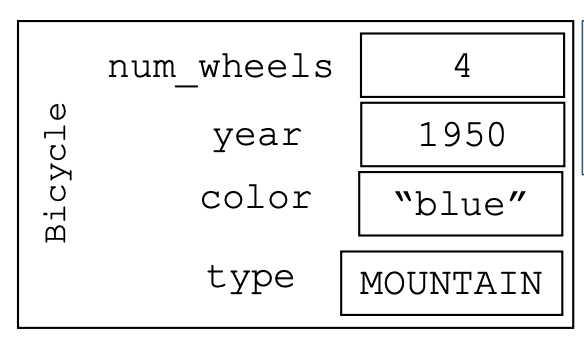 Bicycle
num_wheels 4
year 1950
color “blue”
type MOUNTAIN